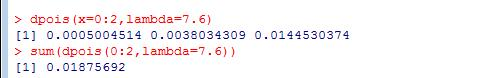 > dpois(x=0:2,lambda=7.6)
[1] 0.0005004514 0.0038034309 0.0144530374
> sum(dpois(0:2,lambda=7.6))
[1] 0.01875692